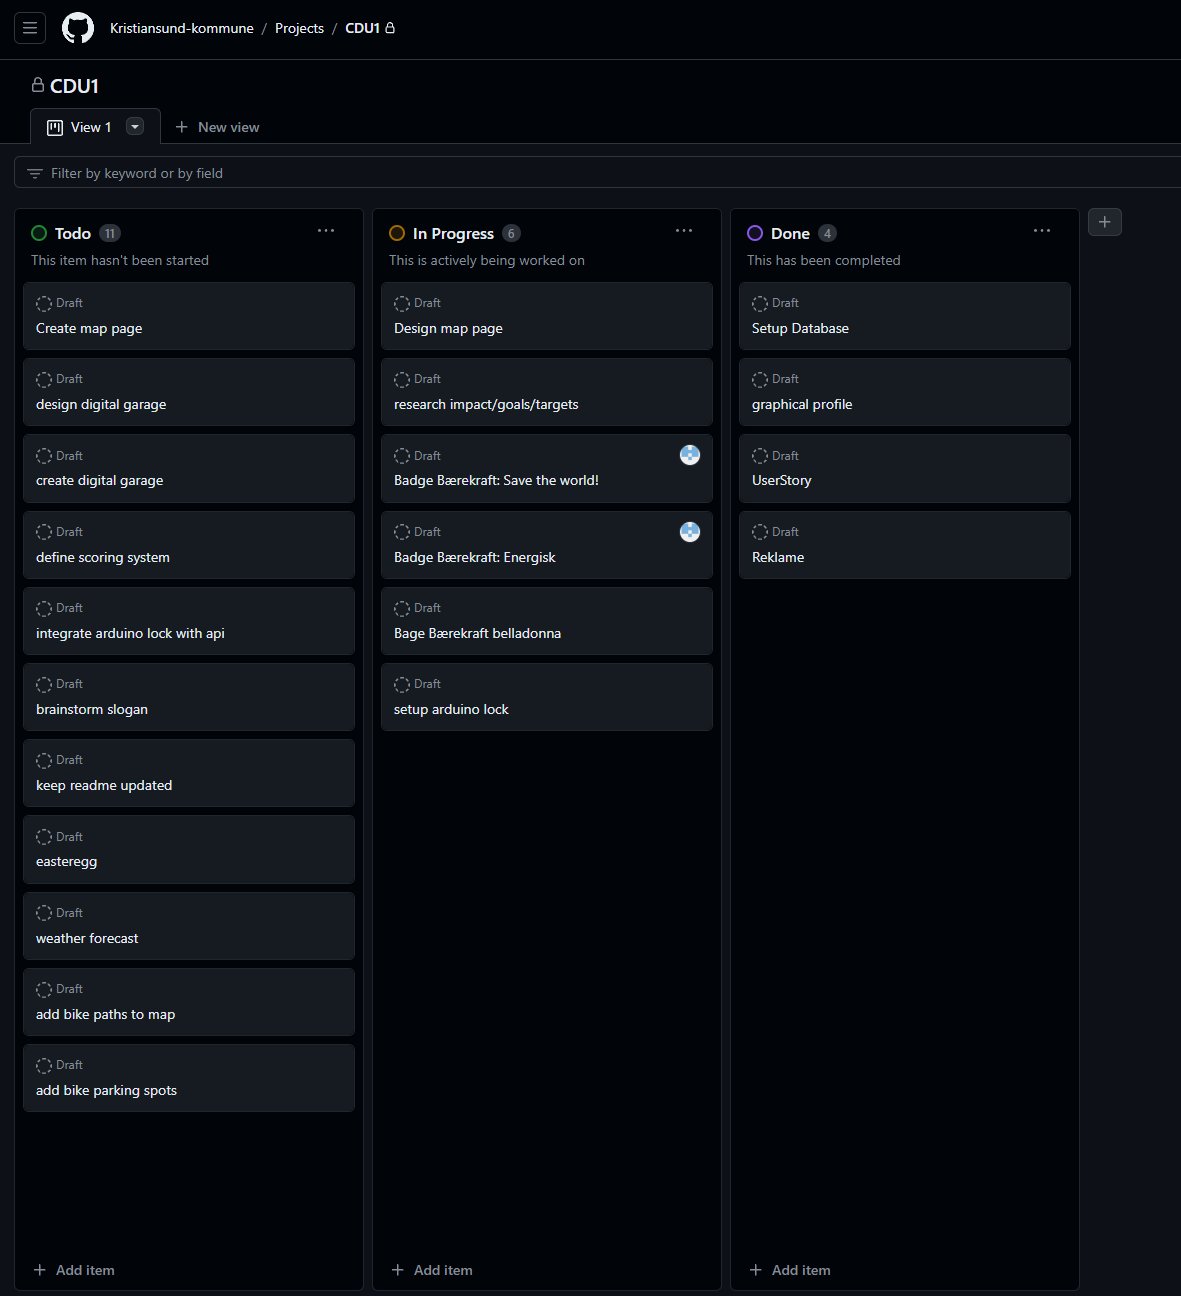 Kristiansund-kommune / Projects / CDU1
CDU1
View 1
New view
Filter by keyword or by field
Todo 11
This item hasn't been started
Draft
Create map page
Draft
design digital garage
Draft
create digital garage
Draft
define scoring system
Draft
integrate arduino lock with api
Draft
brainstorm slogan
Draft
keep readme updated
Draft
easteregg
Draft
weather forecast
Draft
add bike paths to map
Draft
add bike parking spots
Add item
In Progress 6
This is actively being worked on
Draft
Design map page
Draft
research impact/goals/targets
Draft
Badge Bærekraft: Save the world!
Draft
Badge Bærekraft: Energisk
Draft
Bage Bærekraft belladonna
Draft
setup arduino lock
Add item
Done 4
This has been completed
Draft
Setup Database
Draft
graphical profile
Draft
UserStory
Draft
Reklame
Add item